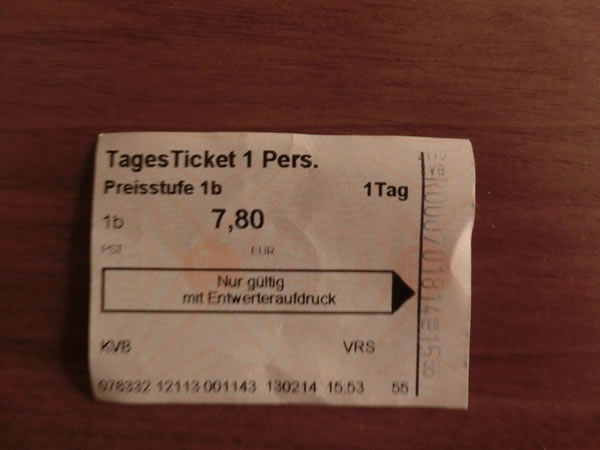 TagesTicket 1 Pers.
Preisstufe 1b 1Tag
1b 7,80
PST EUR
Nur gültig
mit Entwerteraufdruck
KVB VRS
078332 12113 001143 130214 15.53 55